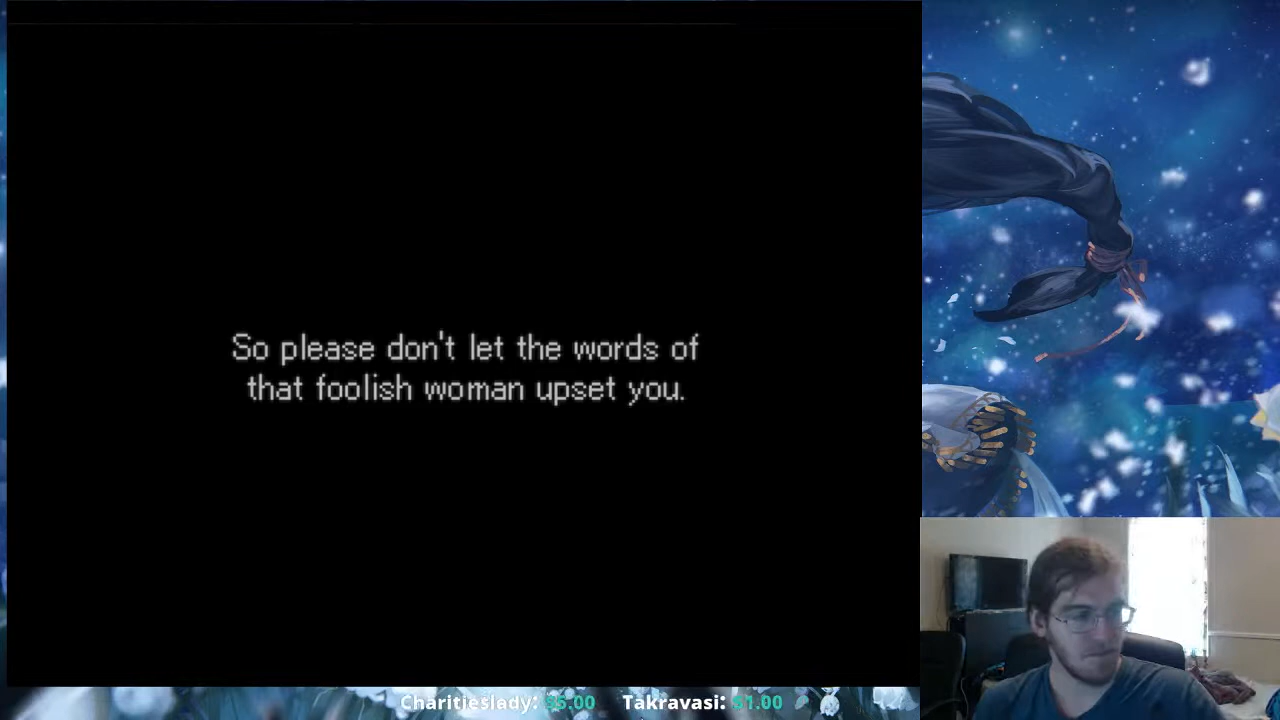 So please don't let the words of
that foolish woman upset you.
Charitieslady: $5.00 Takravasi: $1.00